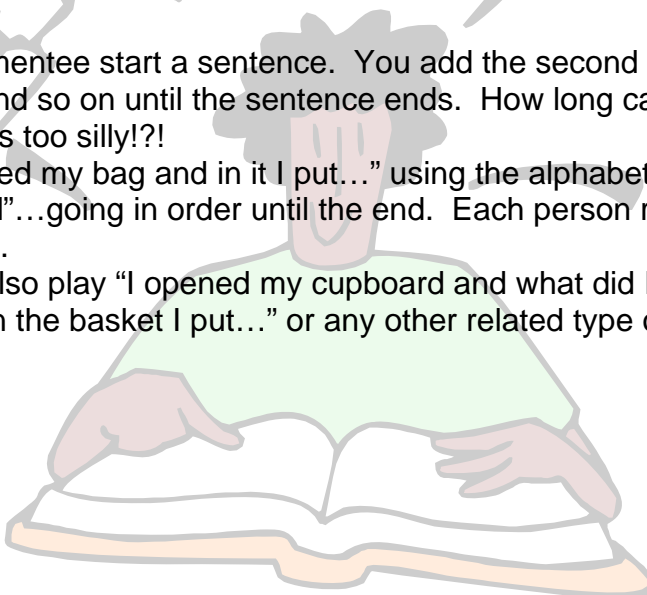 mentee start a sentence. You add the second
nd so on until the sentence ends. How long ca
s too silly!?!
ed my bag and in it I put…” using the alphabet
”…going in order until the end. Each person
.
lso play “I opened my cupboard and what did
n the basket I put…” or any other related type